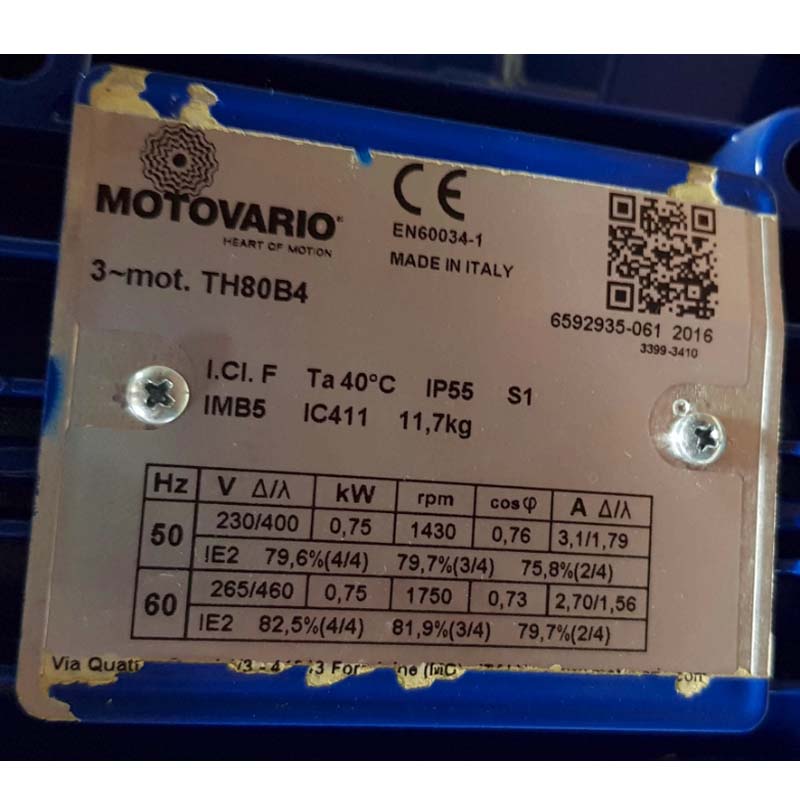 MOTOVARIO®
HEART OF MOTION
3~mot. TH80B4
CE
EN60034-1
MADE IN ITALY
6592935-061 2016
3399-3410
I.Cl. F Ta 40°C IP55 S1
IMB5 IC411 11,7kg
Hz V Δ/λ kW rpm cosφ A Δ/λ
50 230/400 0,75 1430 0,76 3,1/1,79
IE2 79,6%(4/4) 79,7%(3/4) 75,8%(2/4)
60 265/460 0,75 1750 0,73 2,70/1,56
IE2 82,5%(4/4) 81,9%(3/4) 79,7%(2/4)
Via